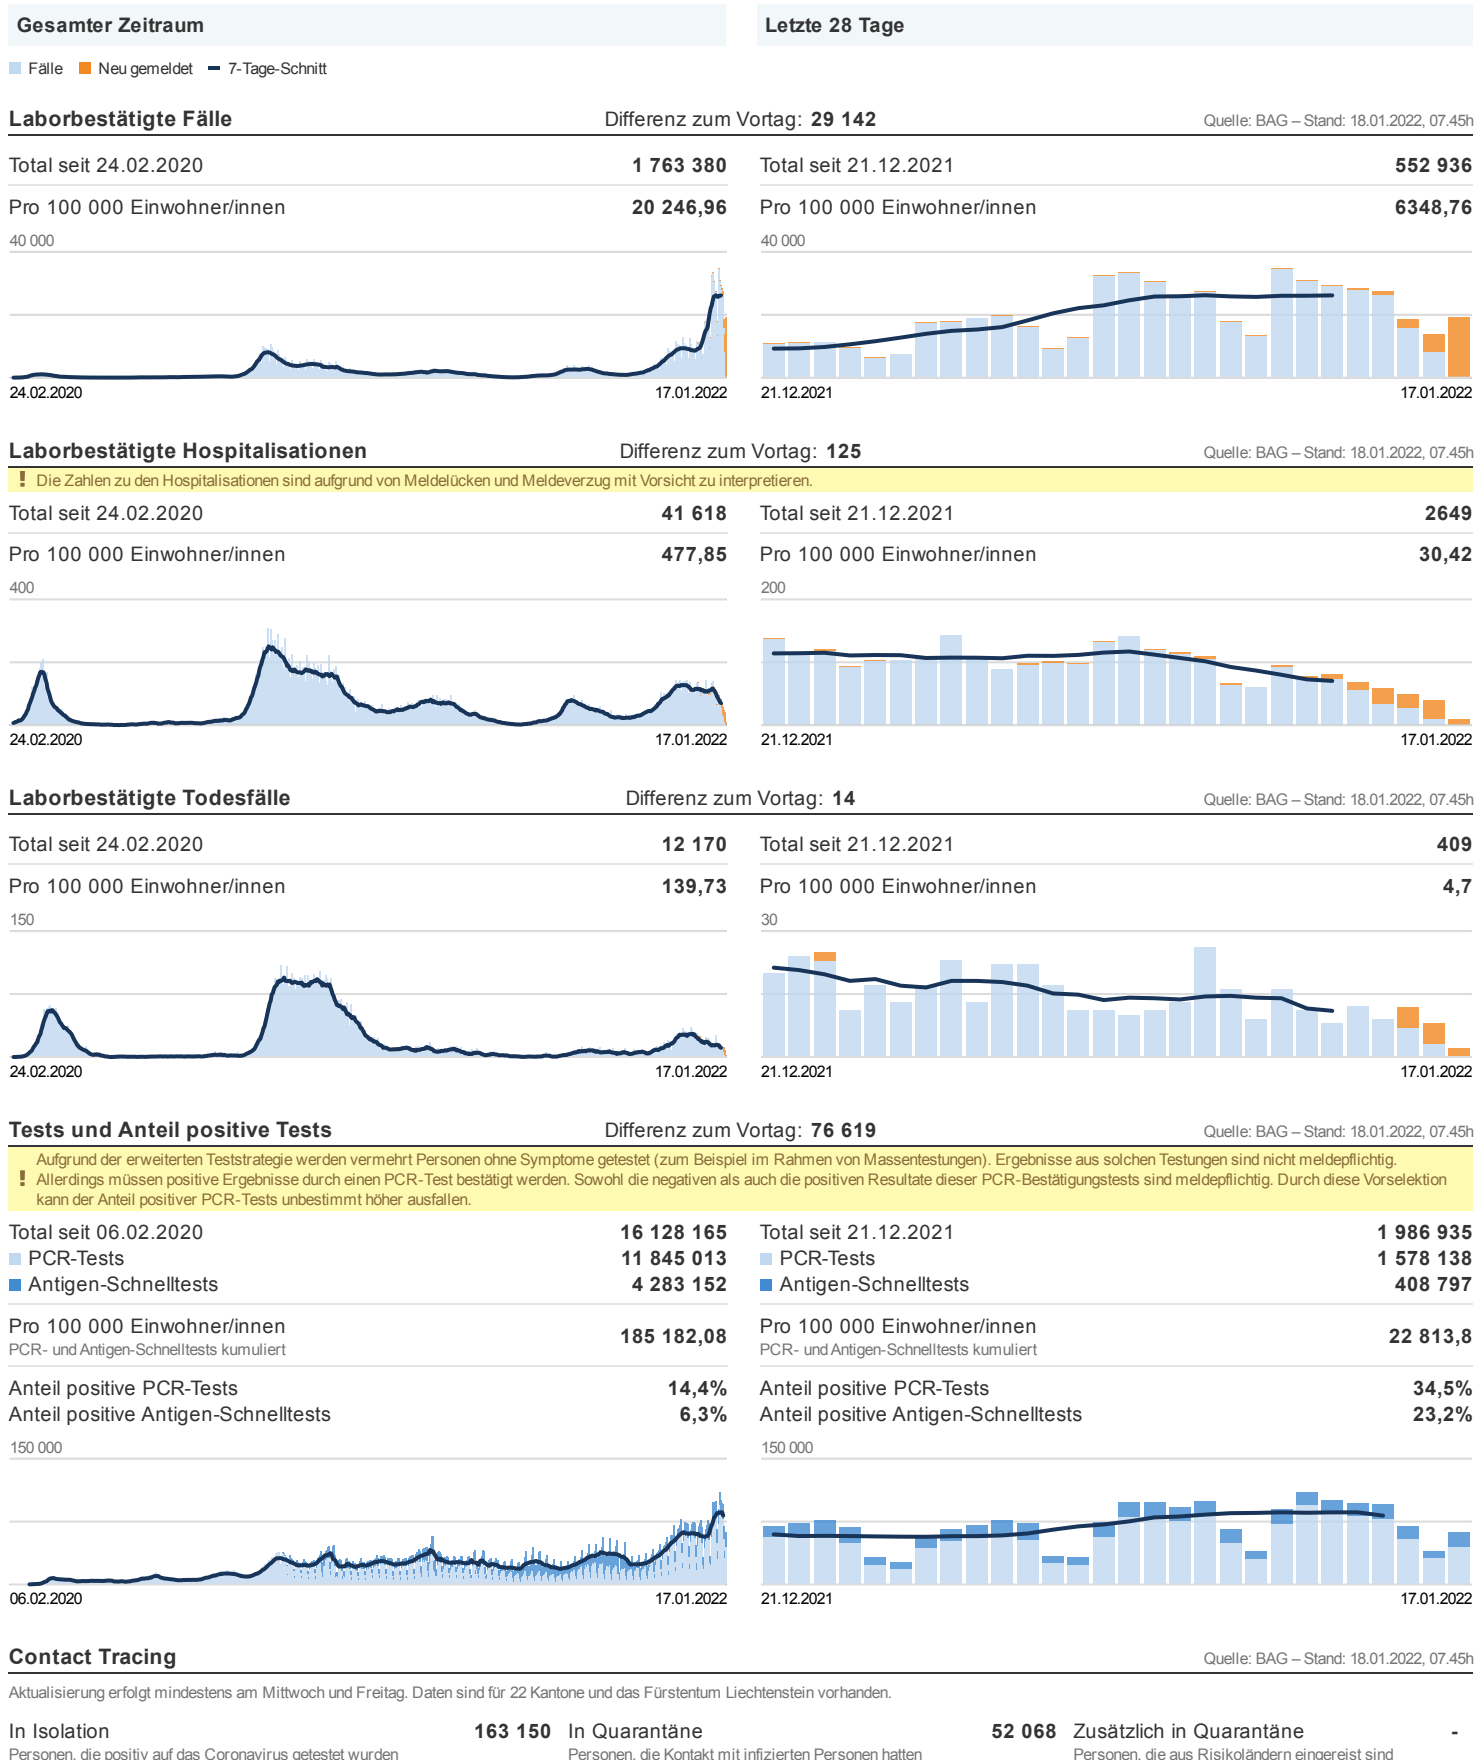 Gesamter Zeitraum
Letzte 28 Tage
Fälle Neu gemeldet 7-Tage-Schnitt
Laborbestätigte Fälle Differenz zum Vortag: 29 142 Quelle: BAG – Stand: 18.01.2022, 07.45h
Total seit 24.02.2020 1 763 380 Total seit 21.12.2021 552 936
Pro 100 000 Einwohner/innen 20 246,96 Pro 100 000 Einwohner/innen 6348,76
40 000 40 000
24.02.2020 17.01.2022 21.12.2021 17.01.2022
Laborbestätigte Hospitalisationen Differenz zum Vortag: 125 Quelle: BAG – Stand: 18.01.2022, 07.45h
! Die Zahlen zu den Hospitalisationen sind aufgrund von Meldelücken und Meldeverzug mit Vorsicht zu interpretieren.
Total seit 24.02.2020 41 618 Total seit 21.12.2021 2649
Pro 100 000 Einwohner/innen 477,85 Pro 100 000 Einwohner/innen 30,42
400 200
24.02.2020 17.01.2022 21.12.2021 17.01.2022
Laborbestätigte Todesfälle Differenz zum Vortag: 14 Quelle: BAG – Stand: 18.01.2022, 07.45h
Total seit 24.02.2020 12 170 Total seit 21.12.2021 409
Pro 100 000 Einwohner/innen 139,73 Pro 100 000 Einwohner/innen 4,7
150 30
24.02.2020 17.01.2022 21.12.2021 17.01.2022
Tests und Anteil positive Tests Differenz zum Vortag: 76 619 Quelle: BAG – Stand: 18.01.2022, 07.45h
Aufgrund der erweiterten Teststrategie werden vermehrt Personen ohne Symptome getestet (zum Beispiel im Rahmen von Massentestungen). Ergebnisse aus solchen Testungen sind nicht meldepflichtig.
! Allerdings müssen positive Ergebnisse durch einen PCR-Test bestätigt werden. Sowohl die negativen als auch die positiven Resultate dieser PCR-Bestätigungstests sind meldepflichtig. Durch diese Vorselektion
kann der Anteil positiver PCR-Tests unbestimmt höher ausfallen.
Total seit 06.02.2020 16 128 165 Total seit 21.12.2021 1 986 935
PCR-Tests 11 845 013 PCR-Tests 1 578 138
Antigen-Schnelltests 4 283 152 Antigen-Schnelltests 408 797
Pro 100 000 Einwohner/innen 185 182,08 Pro 100 000 Einwohner/innen 22 813,8
PCR- und Antigen-Schnelltests kumuliert PCR- und Antigen-Schnelltests kumuliert
Anteil positive PCR-Tests 14,4% Anteil positive PCR-Tests 34,5%
Anteil positive Antigen-Schnelltests 6,3% Anteil positive Antigen-Schnelltests 23,2%
150 000 150 000
06.02.2020 17.01.2022 21.12.2021 17.01.2022
Contact Tracing Quelle: BAG – Stand: 18.01.2022, 07.45h
Aktualisierung erfolgt mindestens am Mittwoch und Freitag. Daten sind für 22 Kantone und das Fürstentum Liechtenstein vorhanden.
In Isolation 163 150 In Quarantäne 52 068 Zusätzlich in Quarantäne -
Personen, die positiv auf das Coronavirus getestet wurden Personen, die Kontakt mit infizierten Personen hatten Personen, die aus Risikoländern eingereist sind